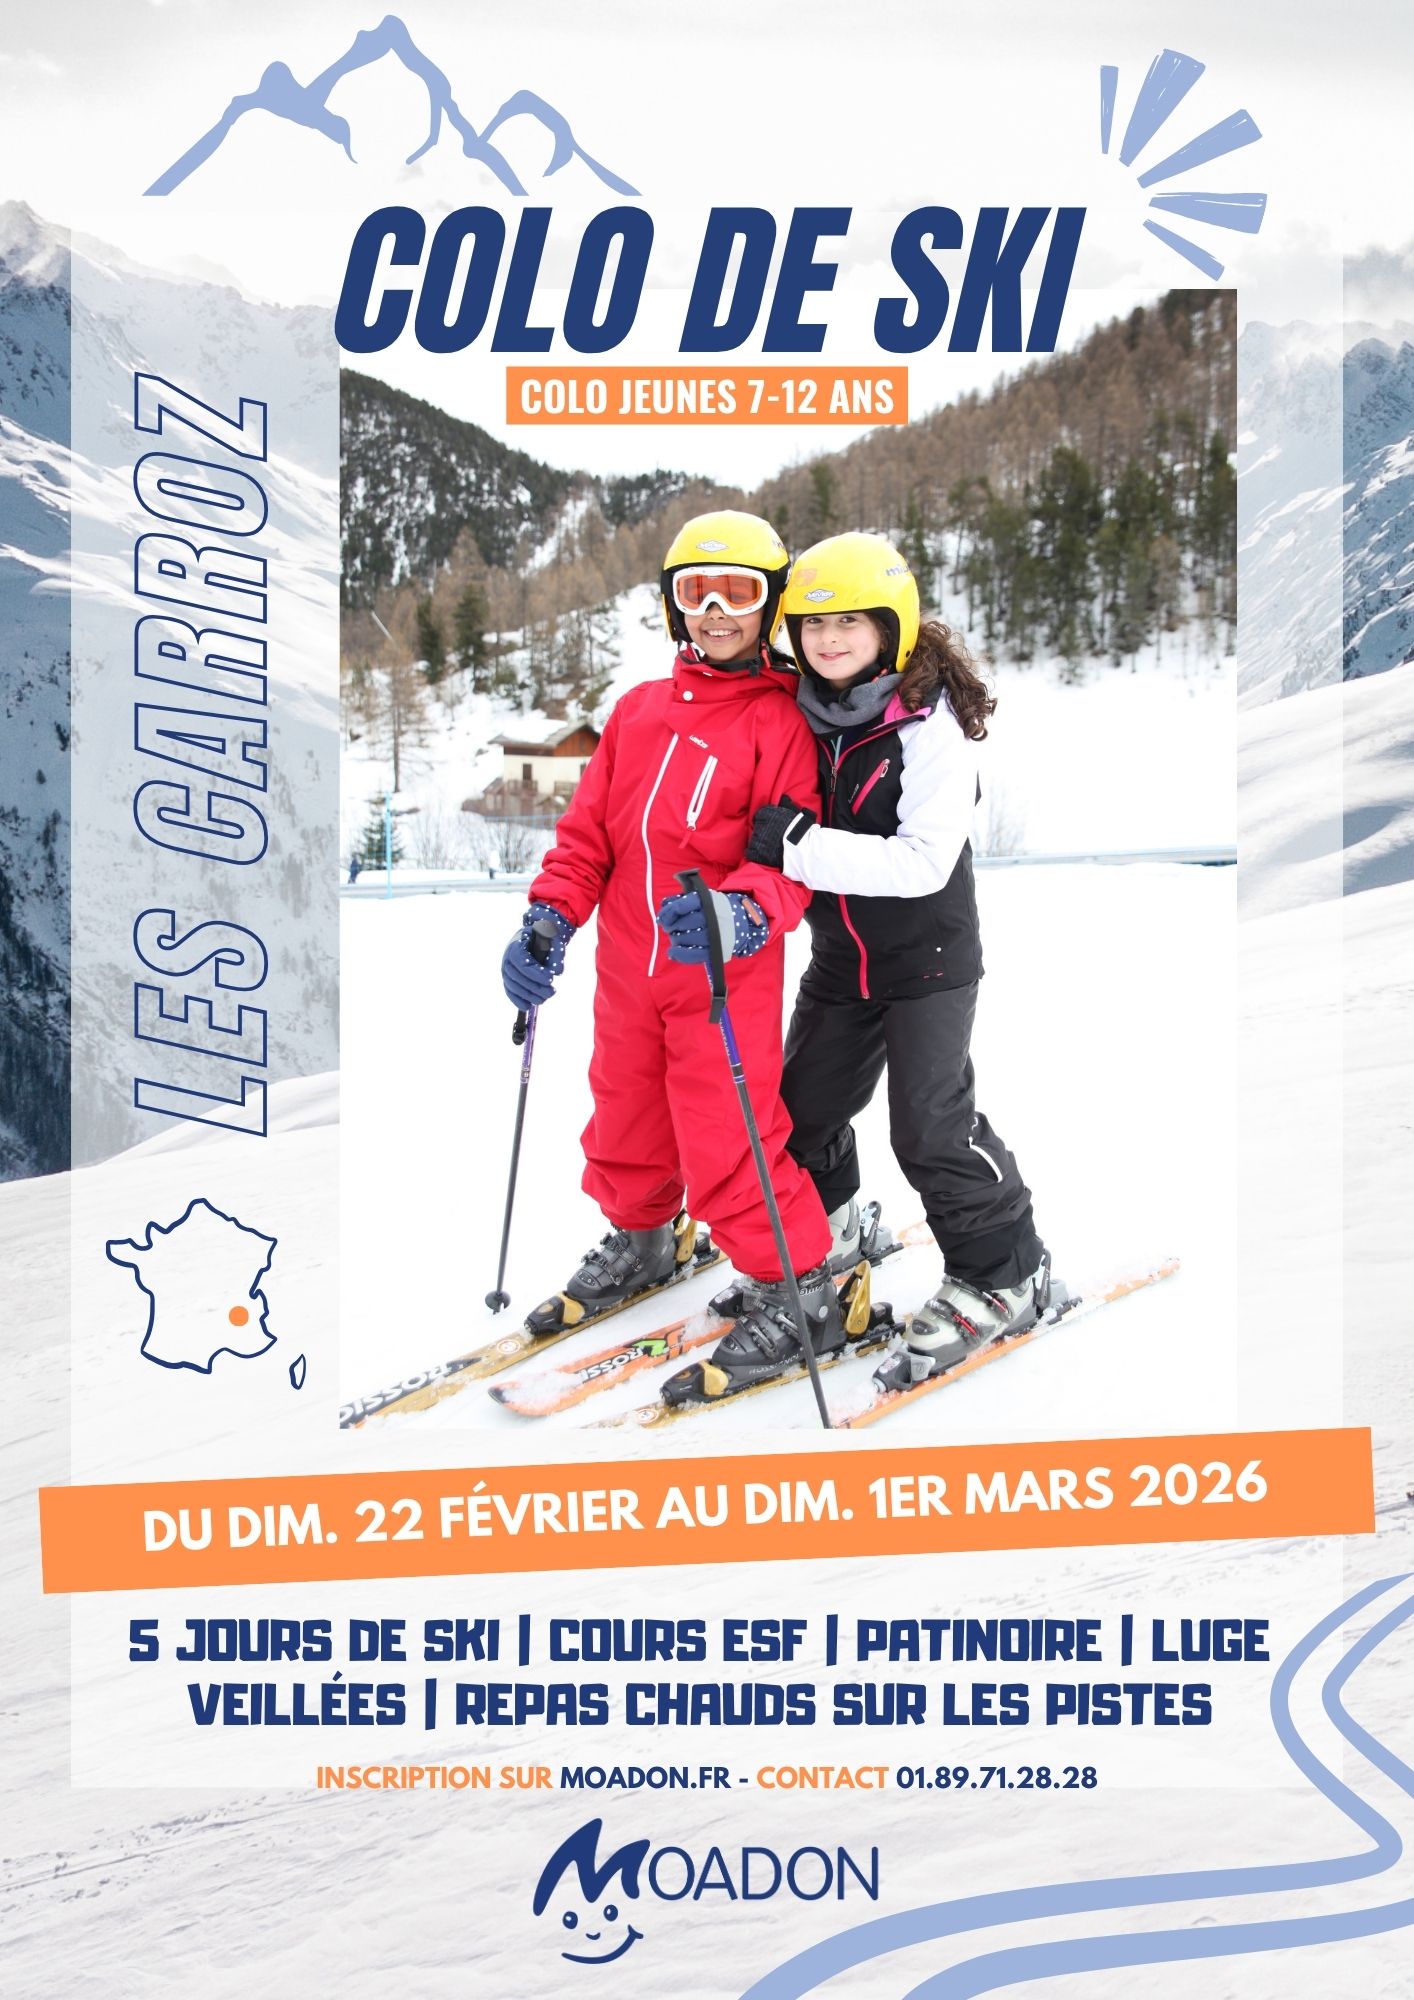 COLO DE SKI
COLO JEUNES 7-12 ANS
LES CARROZ
ROSSI
ROSSI
DU DIM. 22 FÉVRIER AU DIM. 1ER MARS 2026
5 JOURS DE SKI | COURS ESF | PATINOIRE | LUGE
VEILLÉES | REPAS CHAUDS SUR LES PISTES
INSCRIPTION SUR MOADON.FR - CONTACT 01.89.71.28.28
MOADON